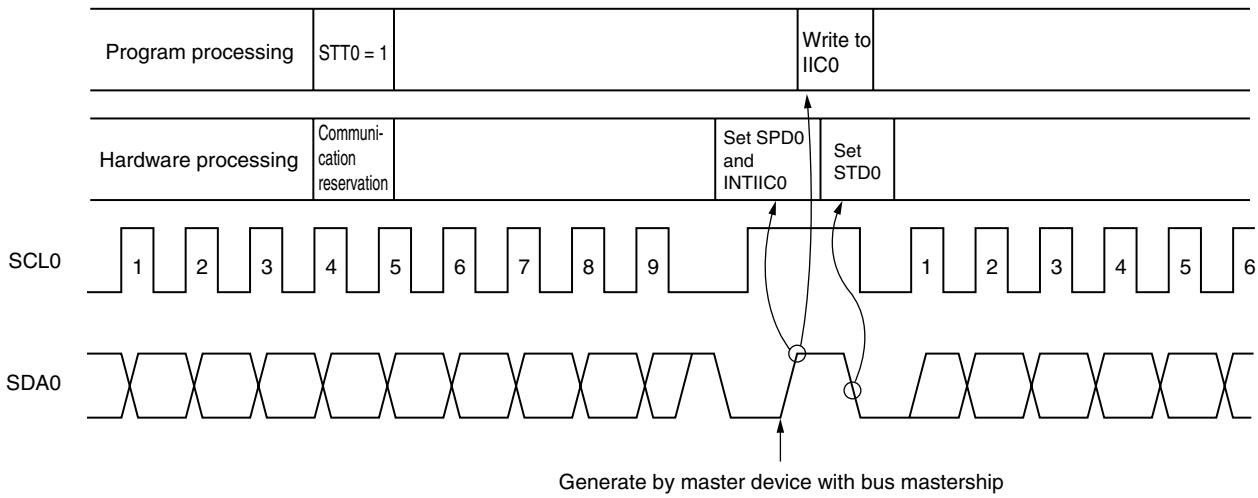 Program processing
STT0 = 1
Write to
IIC0
Hardware processing
Communi-
cation
reservation
Set SPD0
and
INTIIC0
Set
STD0
SCL0
1 2 3 4 5 6 7 8 9 1 2 3 4 5 6
SDA0
Generate by master device with bus mastership